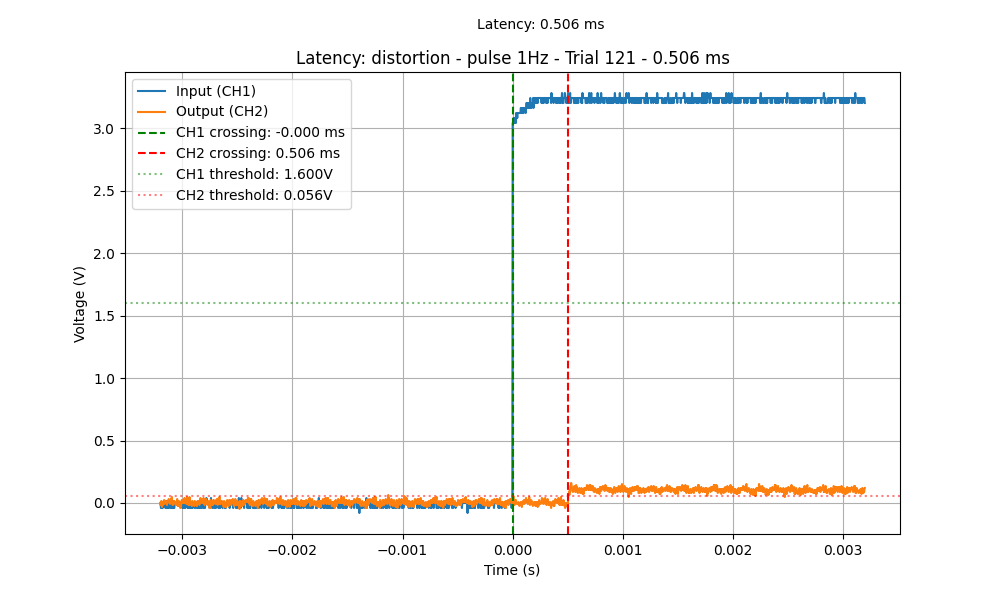 Latency: 0.506 ms
Latency: distortion - pulse 1Hz - Trial 121 - 0.506 ms
Input (CH1)
Output (CH2)
CH1 crossing: -0.000 ms
CH2 crossing: 0.506 ms
CH1 threshold: 1.600V
CH2 threshold: 0.056V
3.0
2.5
2.0
1.5
1.0
0.5
0.0
Voltage (V)
−0.003 −0.002 −0.001 0.000 0.001 0.002 0.003
Time (s)